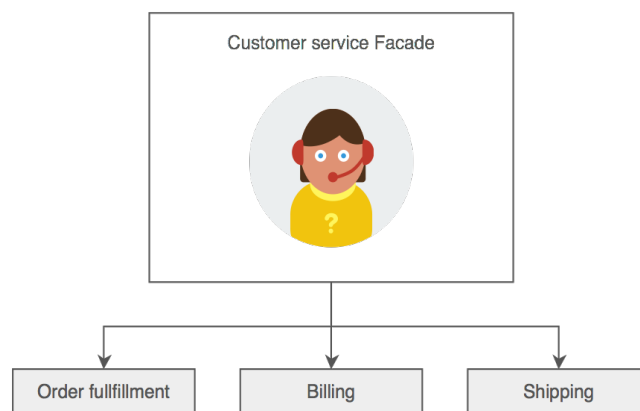 Customer service Facade
?
Order fullfillment
Billing
Shipping